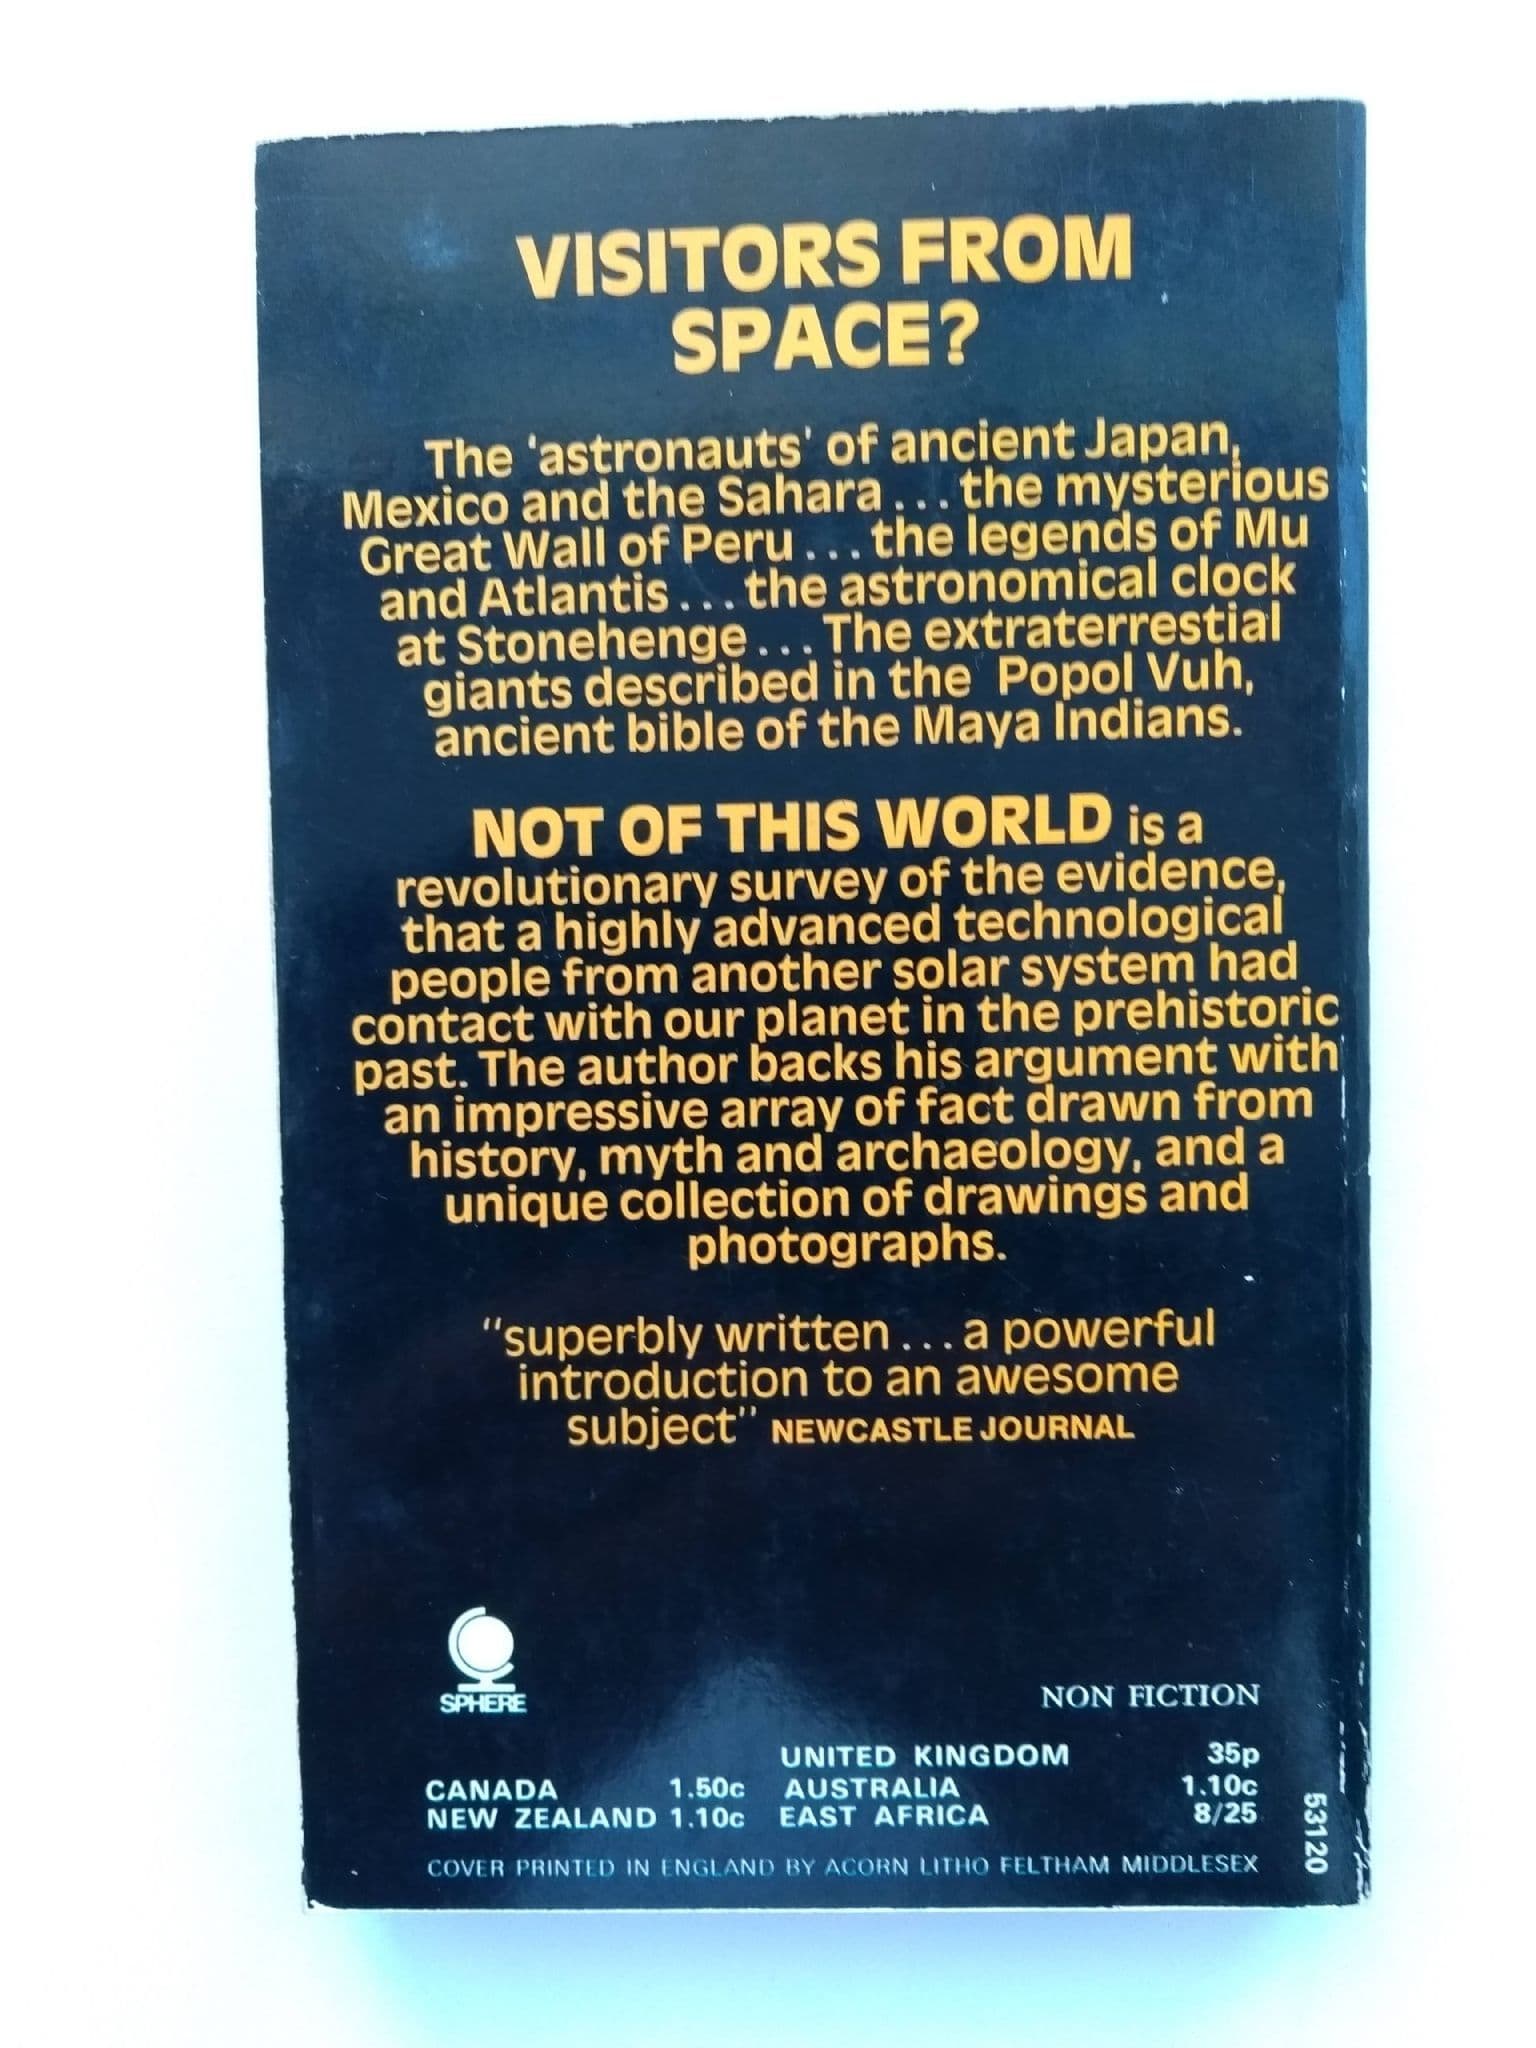 VISITORS FROM
SPACE?
The 'astronauts' of ancient Japan,
Mexico and the Sahara... the mysterious
Great Wall of Peru... the legends of Mu
and Atlantis... the astronomical clock
at Stonehenge... The extraterrestial
giants described in the Popol Vuh,
ancient bible of the Maya Indians.
NOT OF THIS WORLD is a
revolutionary survey of the evidence,
that a highly advanced technological
people from another solar system had
contact with our planet in the prehistoric
past. The author backs his argument with
an impressive array of fact drawn from
history, myth and archaeology, and a
unique collection of drawings and
photographs.
"superbly written... a powerful
introduction to an awesome
subject" NEWCASTLE JOURNAL
SPHERE
NON FICTION
UNITED KINGDOM 35p
CANADA 1.50c AUSTRALIA 1.10c
NEW ZEALAND 1.10c EAST AFRICA 8/25
COVER PRINTED IN ENGLAND BY ACORN LITHO FELTHAM MIDDLESEX
53120